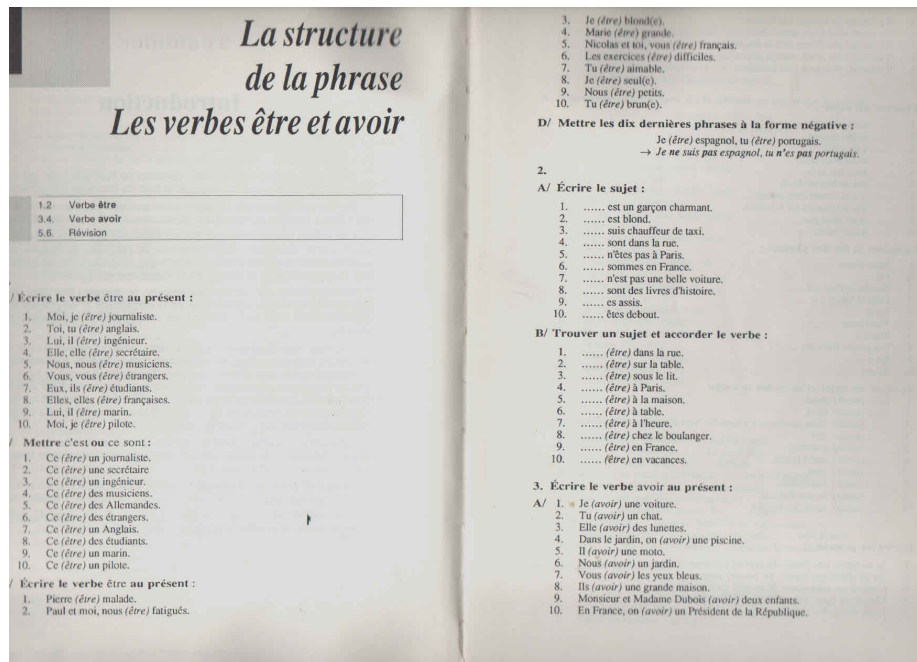 La structure
de la phrase
Les verbes être et avoir
1.2 Verbe être
3.4. Verbe avoir
5.6. Révision
/ Écrire le verbe être au présent :
1. Moi, je (être) journaliste.
2. Toi, tu (être) anglais.
3. Lui, il (être) ingénieur.
4. Elle, elle (être) secrétaire.
5. Nous, nous (être) musiciens.
6. Vous, vous (être) étrangers.
7. Eux, ils (être) étudiants.
8. Elles, elles (être) françaises.
9. Lui, il (être) marin.
10. Moi, je (être) pilote.
/ Mettre c'est ou ce sont :
1. Ce (être) un journaliste.
2. Ce (être) une secrétaire
3. Ce (être) un ingénieur.
4. Ce (être) des musiciens.
5. Ce (être) des Allemandes.
6. Ce (être) des étrangers.
7. Ce (être) un Anglais.
8. Ce (être) des étudiants.
9. Ce (être) un marin.
10. Ce (être) un pilote.
/ Écrire le verbe être au présent :
1. Pierre (être) malade.
2. Paul et moi, nous (être) fatigués.
3. Je (être) blond(e).
4. Marie (être) grande.
5. Nicolas et toi, vous (être) français.
6. Les exercices (être) difficiles.
7. Tu (être) aimable.
8. Je (être) seul(e).
9. Nous (être) petits.
10. Tu (être) brun(e).
D/ Mettre les dix dernières phrases à la forme négative :
Je (être) espagnol, tu (être) portugais.
→ Je ne suis pas espagnol, tu n'es pas portugais.
2.
A/ Écrire le sujet :
1. ...... est un garçon charmant.
2. ...... est blond.
3. ...... suis chauffeur de taxi.
4. ...... sont dans la rue.
5. ...... n'êtes pas à Paris.
6. ...... sommes en France.
7. ...... n'est pas une belle voiture.
8. ...... sont des livres d'histoire.
9. ...... es assis.
10. ...... êtes debout.
B/ Trouver un sujet et accorder le verbe :
1. ...... (être) dans la rue.
2. ...... (être) sur la table.
3. ...... (être) sous le lit.
4. ...... (être) à Paris.
5. ...... (être) à la maison.
6. ...... (être) à table.
7. ...... (être) à l'heure.
8. ...... (être) chez le boulanger.
9. ...... (être) en France.
10. ...... (être) en vacances.
3. Écrire le verbe avoir au présent :
A/ 1. Je (avoir) une voiture.
2. Tu (avoir) un chat.
3. Elle (avoir) des lunettes.
4. Dans le jardin, on (avoir) une piscine.
5. Il (avoir) une moto.
6. Nous (avoir) un jardin.
7. Vous (avoir) les yeux bleus.
8. Ils (avoir) une grande maison.
9. Monsieur et Madame Dubois (avoir) deux enfants.
10. En France, on (avoir) un Président de la République.